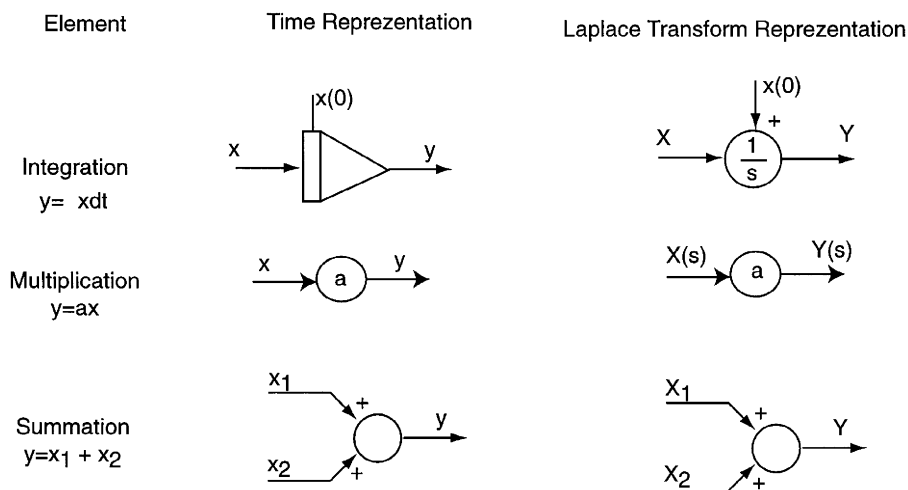 Element Time Reprezentation Laplace Transform Reprezentation
x(0) x(0)
x y X + Y
Integration 1/s
y= xdt
x y X(s) Y(s)
Multiplication a a
y=ax
x1 + y X1 + Y
Summation
y=x1 + x2
x2 + X2 +